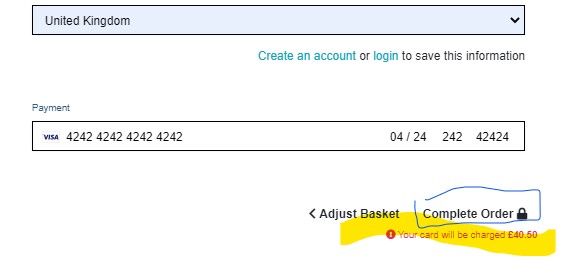 United Kingdom
Create an account or login to save this information
Payment
VISA 4242 4242 4242 4242 04 / 24 242 42424
Adjust Basket Complete Order
Your card will be charged £40.50